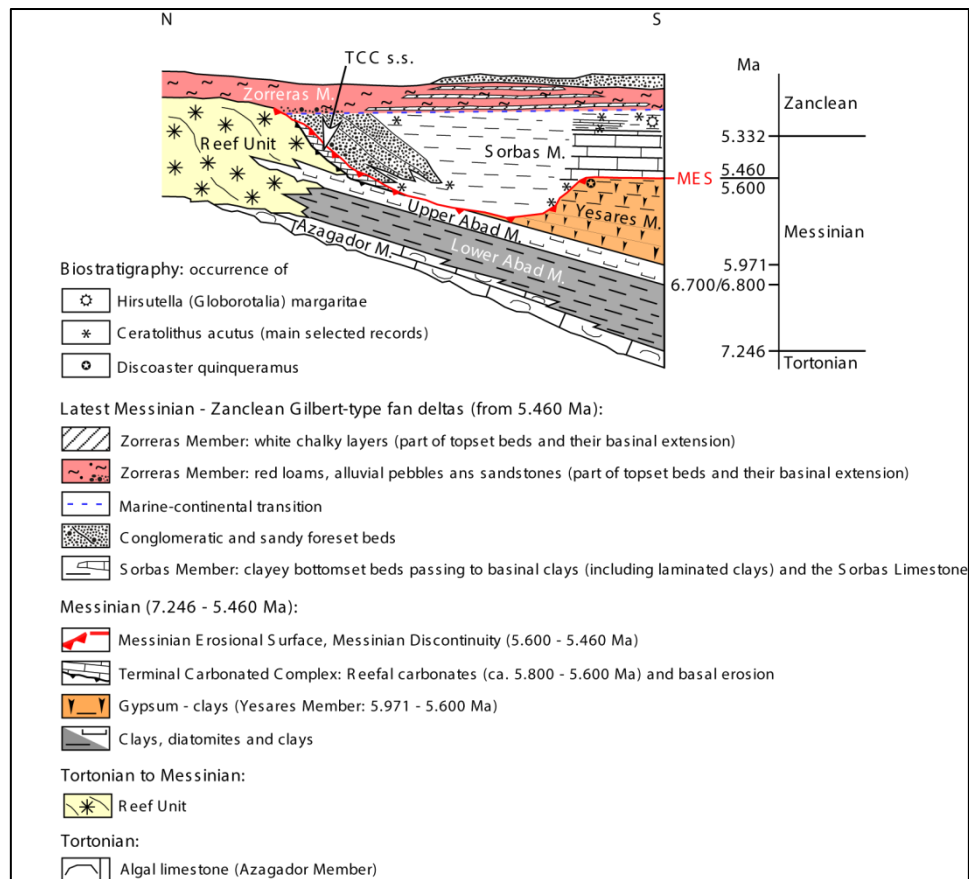 N
S
TCC s.s.
Ma
Zorreras M.
Zanclean
Reef Unit
Sorbas M.
5.332
5.460
MES
5.600
Yesares M.
Upper Abad M.
Azagador M.
Lower Abad M.
Messinian
5.971
6.700/6.800
7.246
Tortonian
Biostratigraphy: occurrence of
Hirsutella (Globorotalia) margaritae
Ceratolithus acutus (main selected records)
Discoaster quinqueramus
Latest Messinian - Zanclean Gilbert-type fan deltas (from 5.460 Ma):
Zorreras Member: white chalky layers (part of topset beds and their basinal extension)
Zorreras Member: red loams, alluvial pebbles ans sandstones (part of topset beds and their basinal extension)
Marine-continental transition
Conglomeratic and sandy foreset beds
Sorbas Member: clayey bottomset beds passing to basinal clays (including laminated clays) and the Sorbas Limestone
Messinian (7.246 - 5.460 Ma):
Messinian Erosional Surface, Messinian Discontinuity (5.600 - 5.460 Ma)
Terminal Carbonated Complex: Reefal carbonates (ca. 5.800 - 5.600 Ma) and basal erosion
Gypsum - clays (Yesares Member: 5.971 - 5.600 Ma)
Clays, diatomites and clays
Tortonian to Messinian:
Reef Unit
Tortonian:
Algal limestone (Azagador Member)